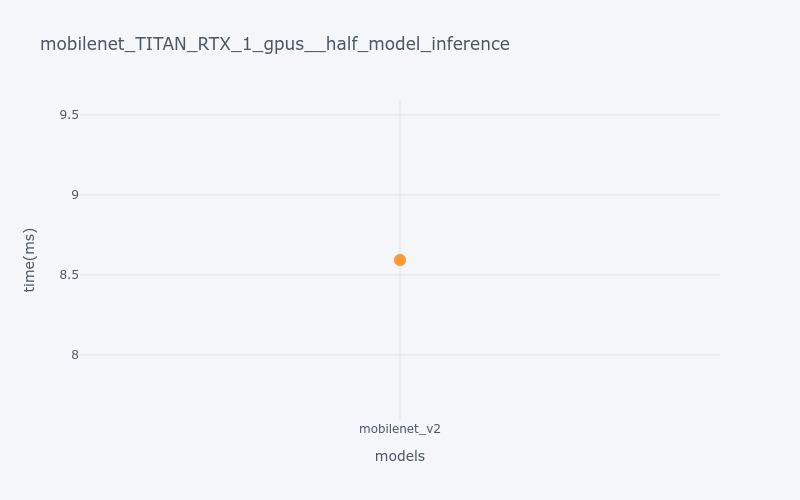 mobilenet_TITAN_RTX_1_gpus__half_model_inference
9.5
9
8.5
8
time(ms)
mobilenet_v2
models